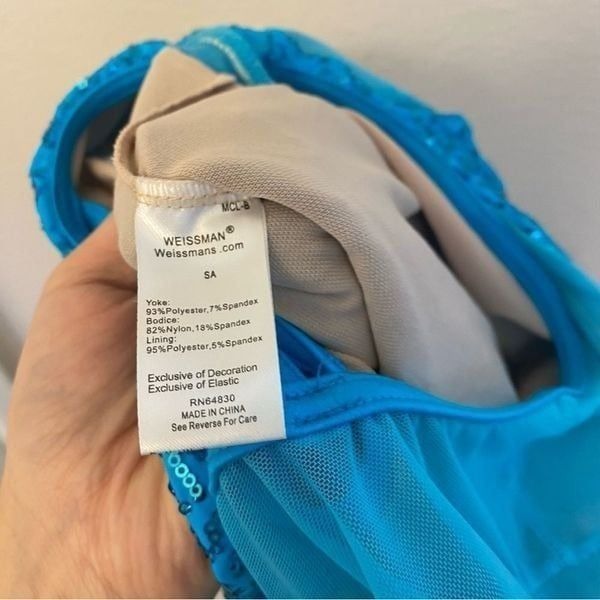 MCL-B
WEISSMAN®
Weissmans.com
SA
Yoke:
93%Polyester,7%Spandex
Bodice:
82%Nylon,18%Spandex
Lining:
95%Polyester,5%Spandex
Exclusive of Decoration
Exclusive of Elastic
RN64830
MADE IN CHINA
See Reverse For Care